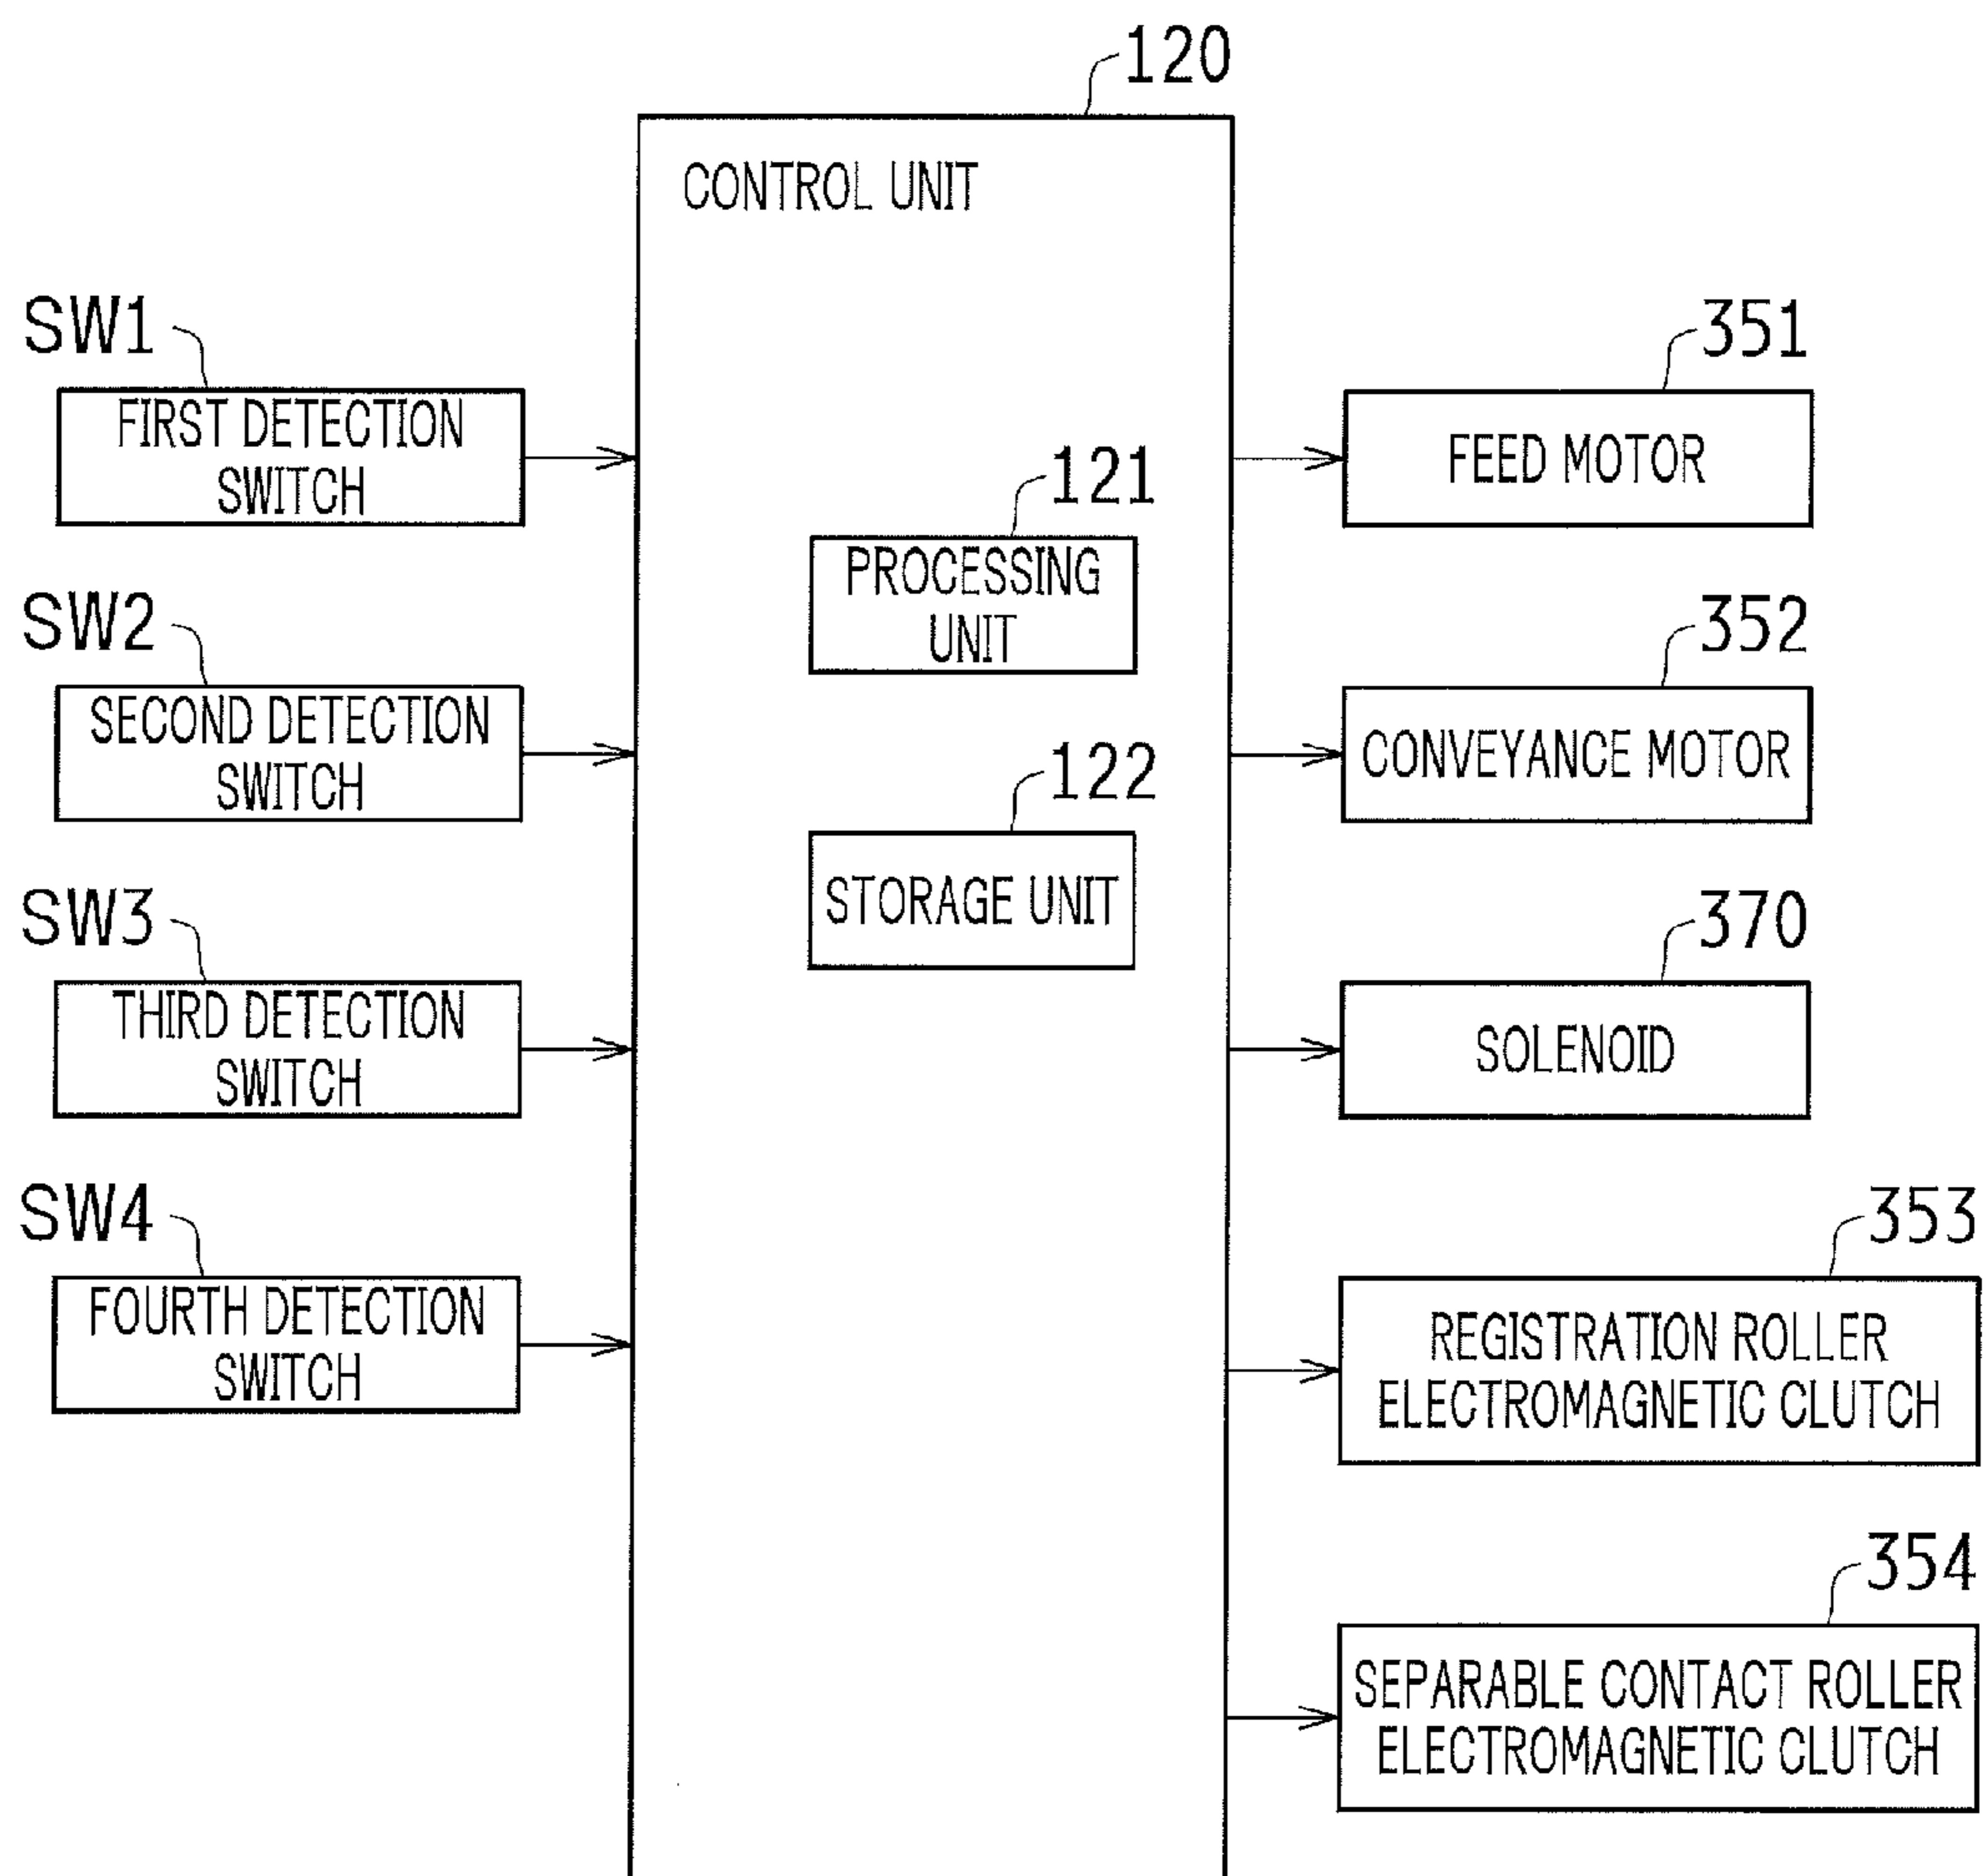 120
CONTROL UNIT
SW1
FIRST DETECTION
SWITCH
351
FEED MOTOR
121
PROCESSING
UNIT
SW2
SECOND DETECTION
SWITCH
352
CONVEYANCE MOTOR
122
STORAGE UNIT
SW3
THIRD DETECTION
SWITCH
370
SOLENOID
SW4
FOURTH DETECTION
SWITCH
353
REGISTRATION ROLLER
ELECTROMAGNETIC CLUTCH
354
SEPARABLE CONTACT ROLLER
ELECTROMAGNETIC CLUTCH